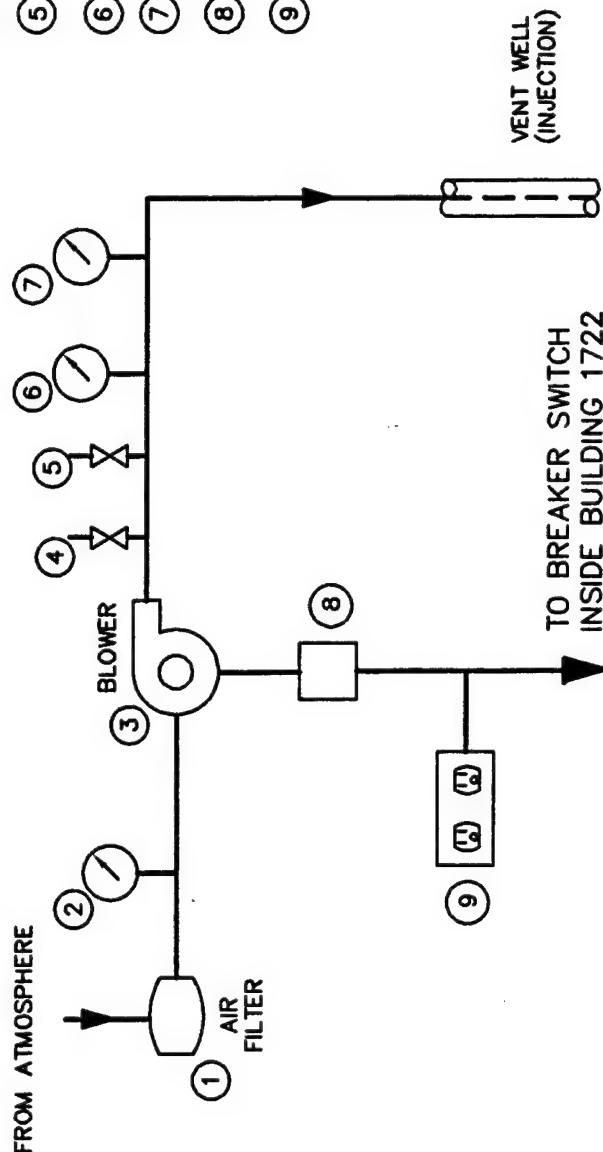 FROM ATMOSPHERE
1
AIR
FILTER
2
3
BLOWER
4
5
6
7
8
9
TO BREAKER SWITCH
INSIDE BUILDING 1722
VENT WELL
(INJECTION)
5
6
7
8
9